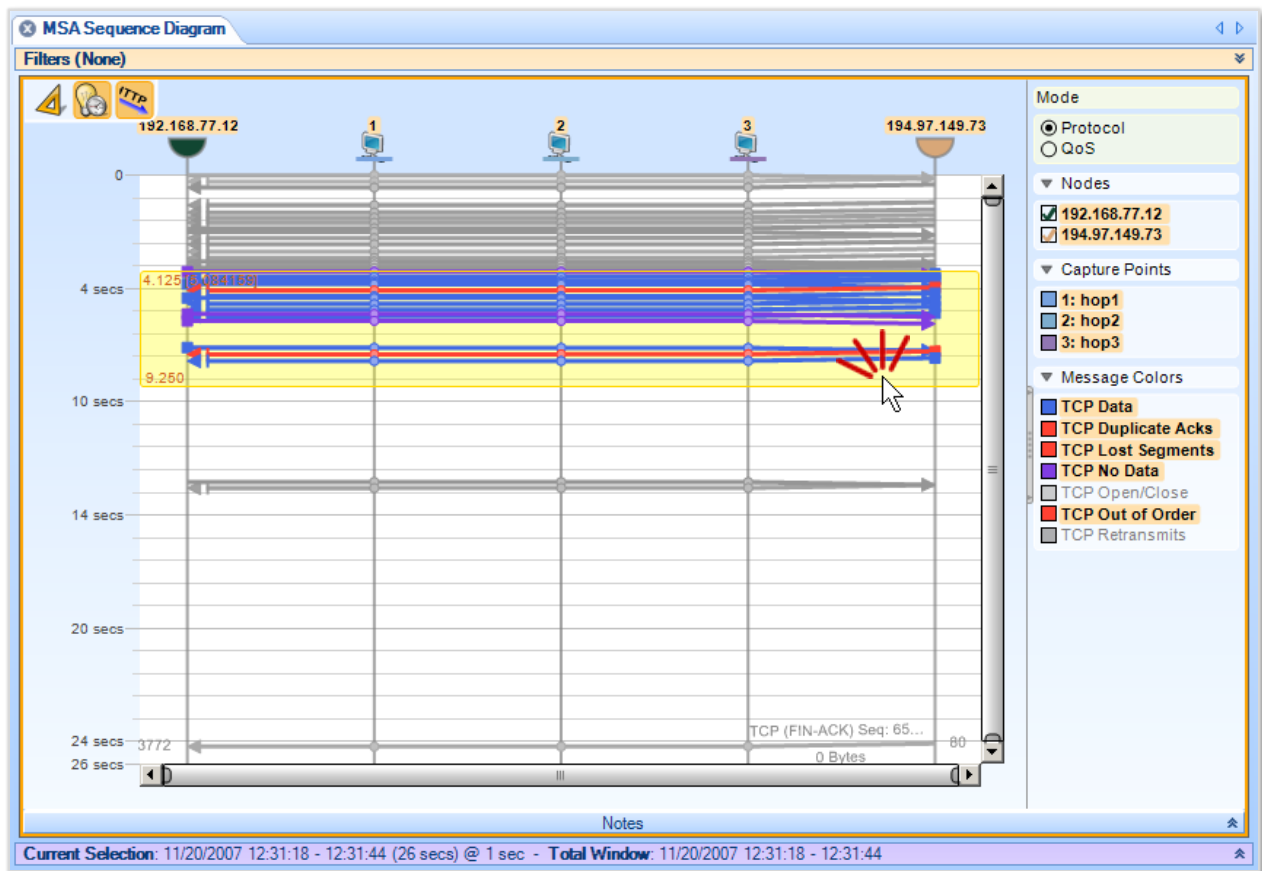 MSA Sequence Diagram
Filters (None)
HTTP
192.168.77.12
1
2
3
194.97.149.73
0
4.125
4 secs
9.250
10 secs
14 secs
20 secs
24 secs
26 secs
3772
TCP (FIN-ACK) Seq: 65...
80
0 Bytes
Mode
Protocol
QoS
Nodes
192.168.77.12
194.97.149.73
Capture Points
1: hop1
2: hop2
3: hop3
Message Colors
TCP Data
TCP Duplicate Acks
TCP Lost Segments
TCP No Data
TCP Open/Close
TCP Out of Order
TCP Retransmits
Notes
Current Selection: 11/20/2007 12:31:18 - 12:31:44 (26 secs) @ 1 sec - Total Window: 11/20/2007 12:31:18 - 12:31:44